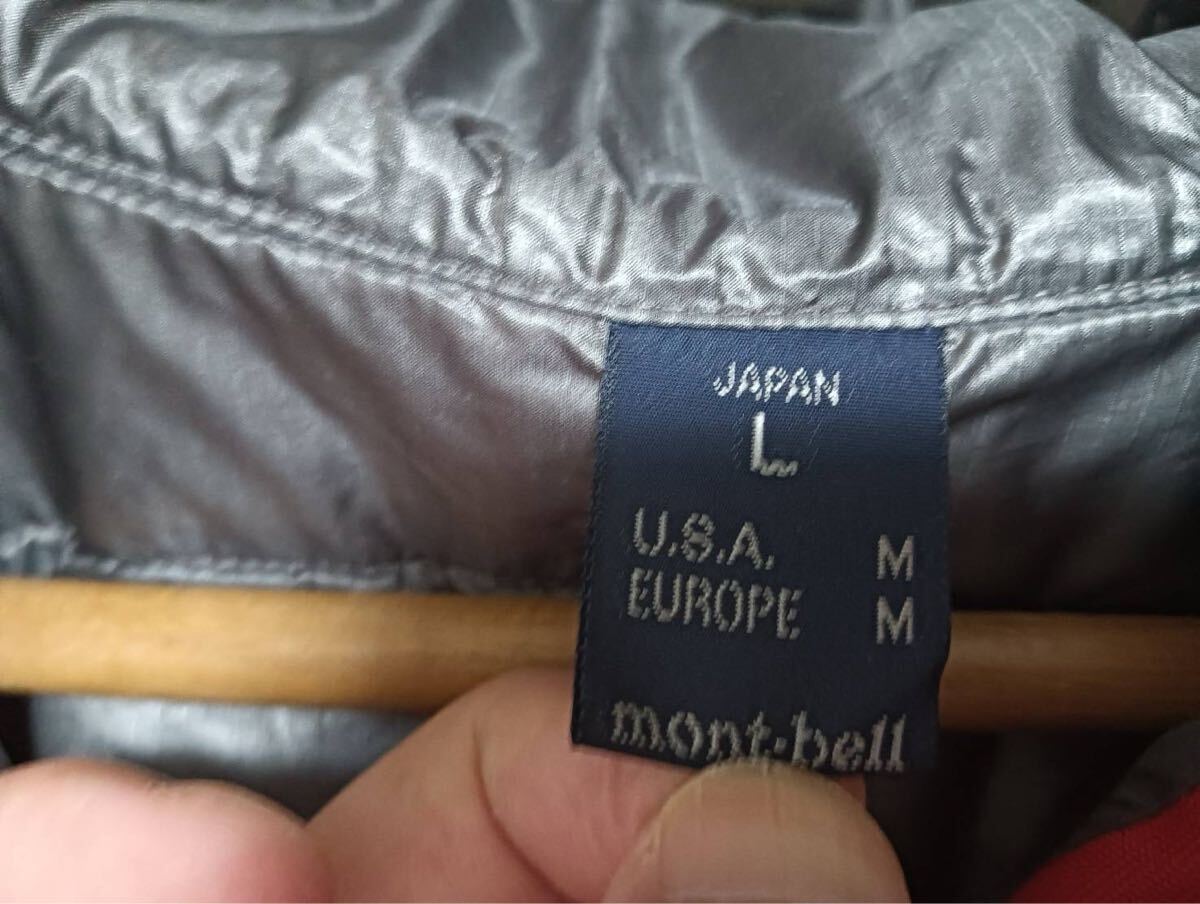 JAPAN
L
U.S.A. M
EUROPE M
mont-bell